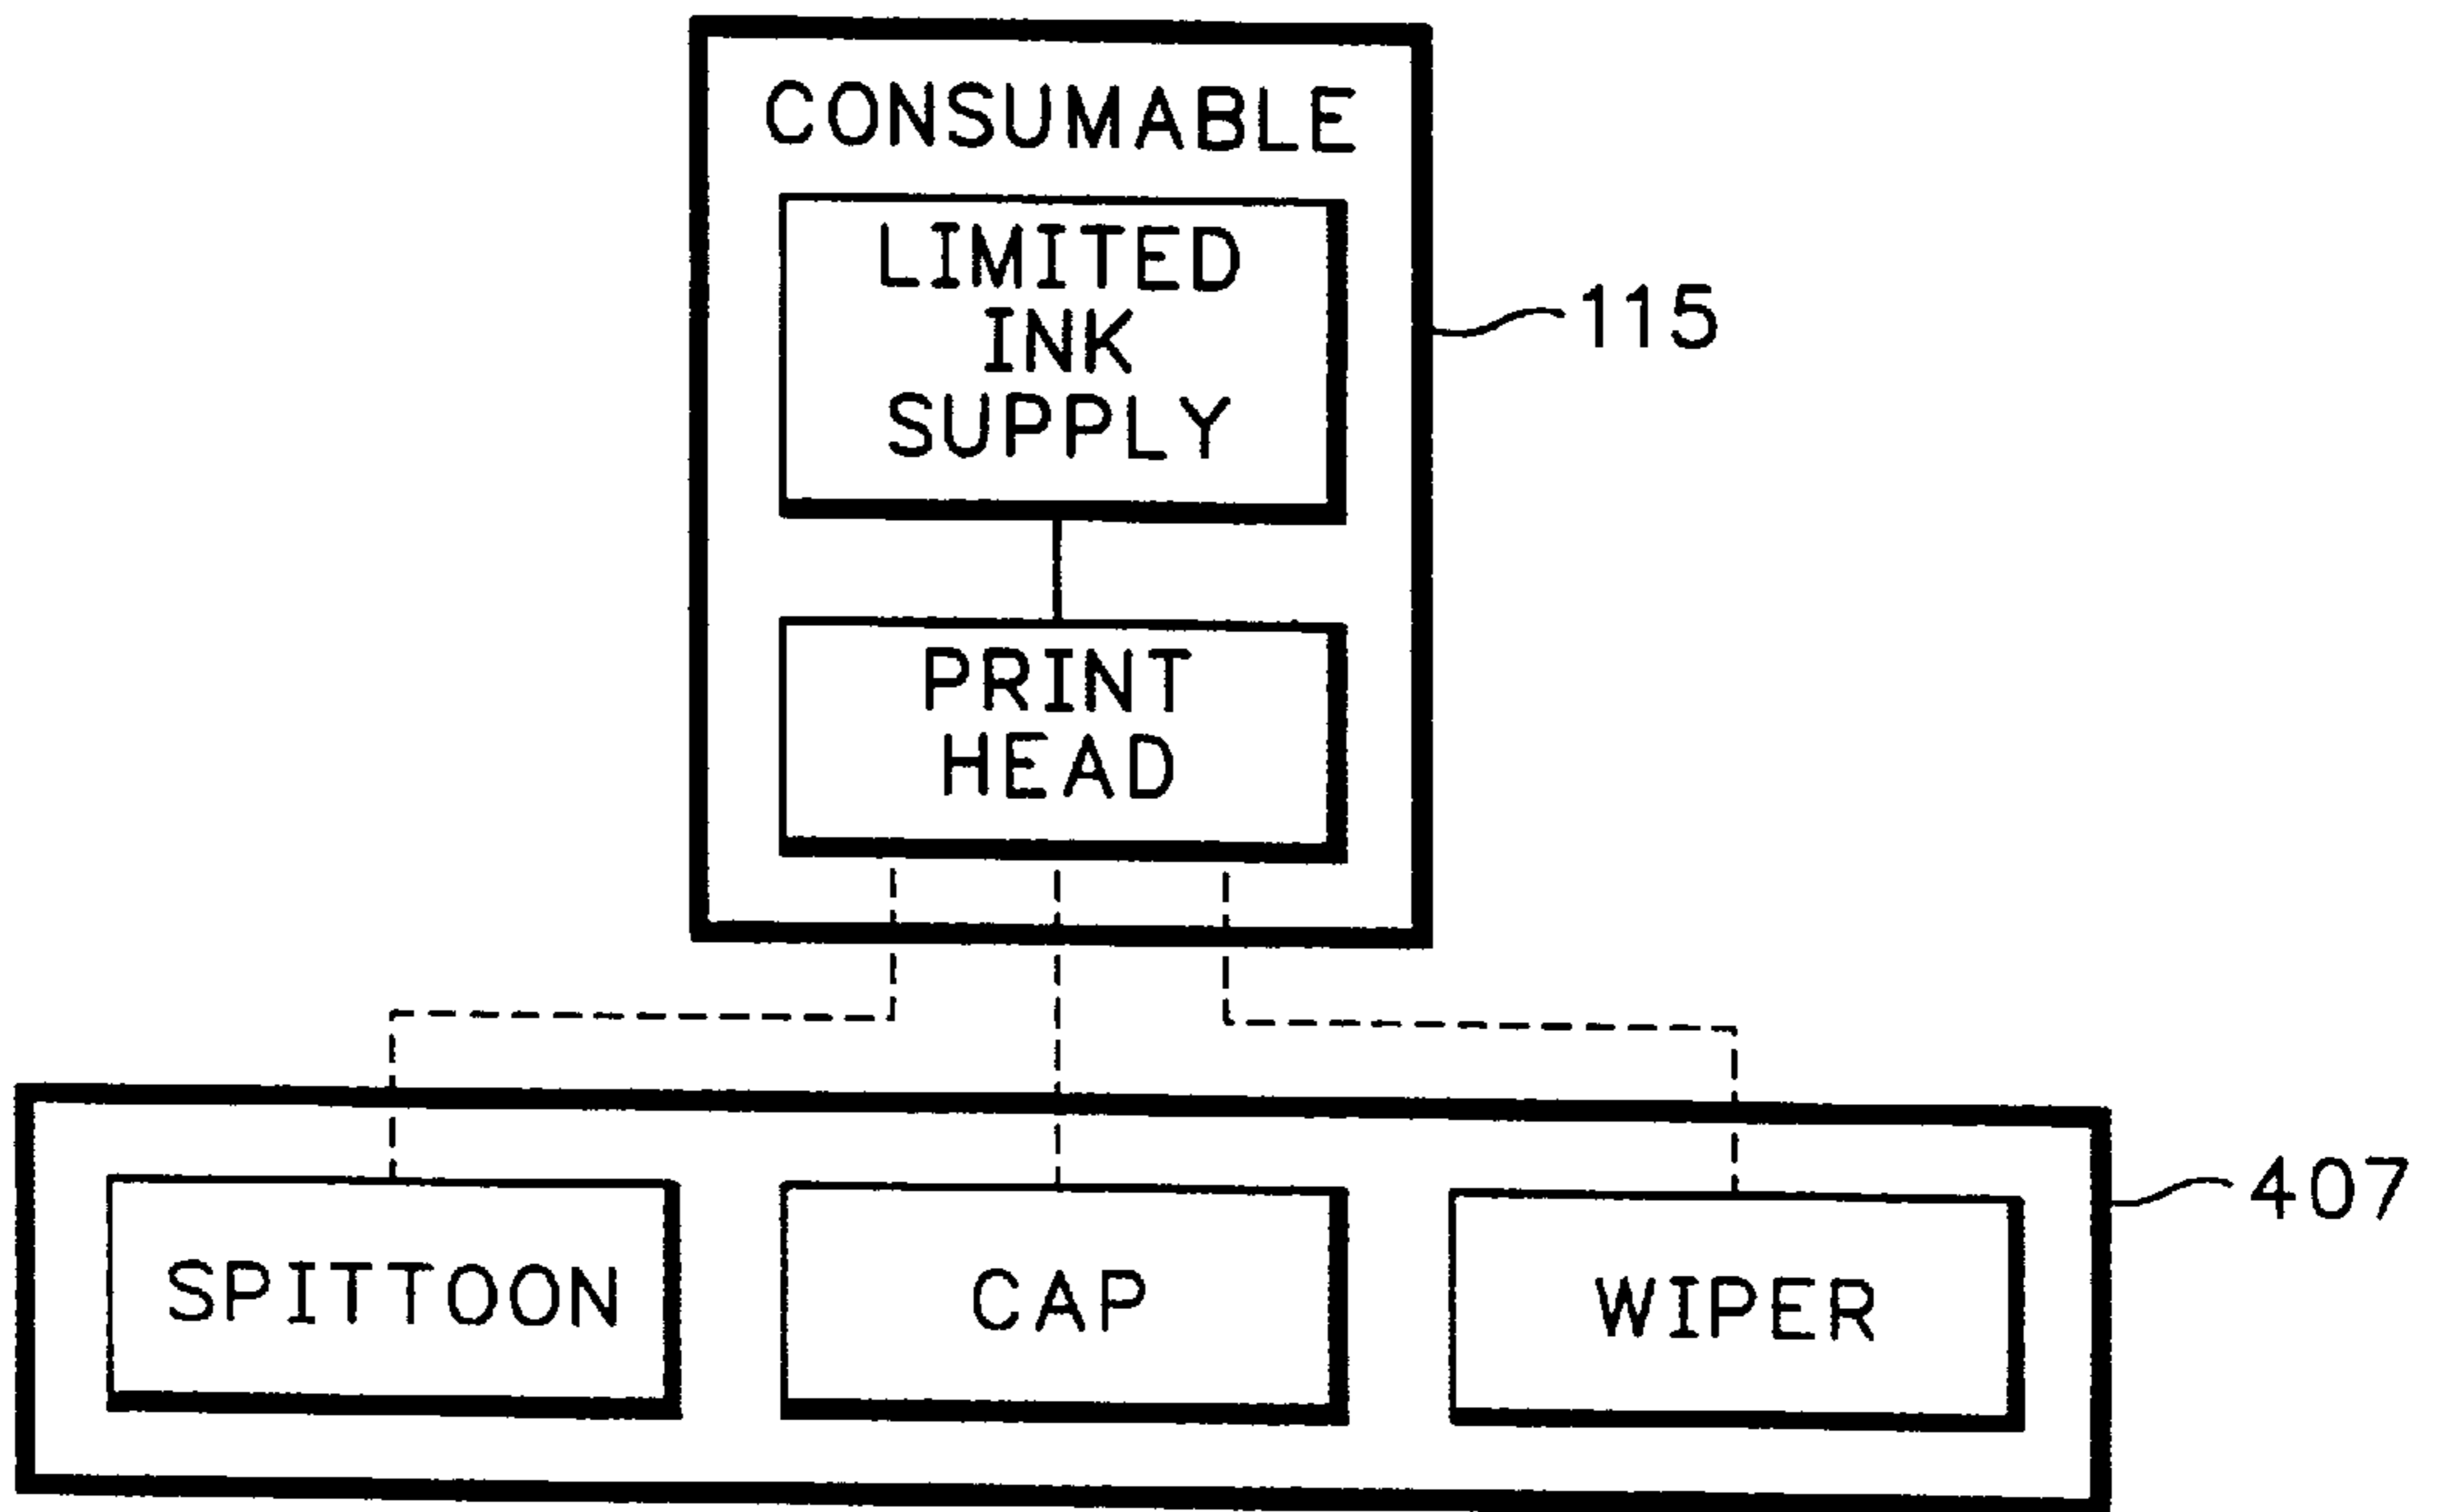 CONSUMABLE
LIMITED
INK
SUPPLY
115
PRINT
HEAD
407
SPITTOON
CAP
WIPER